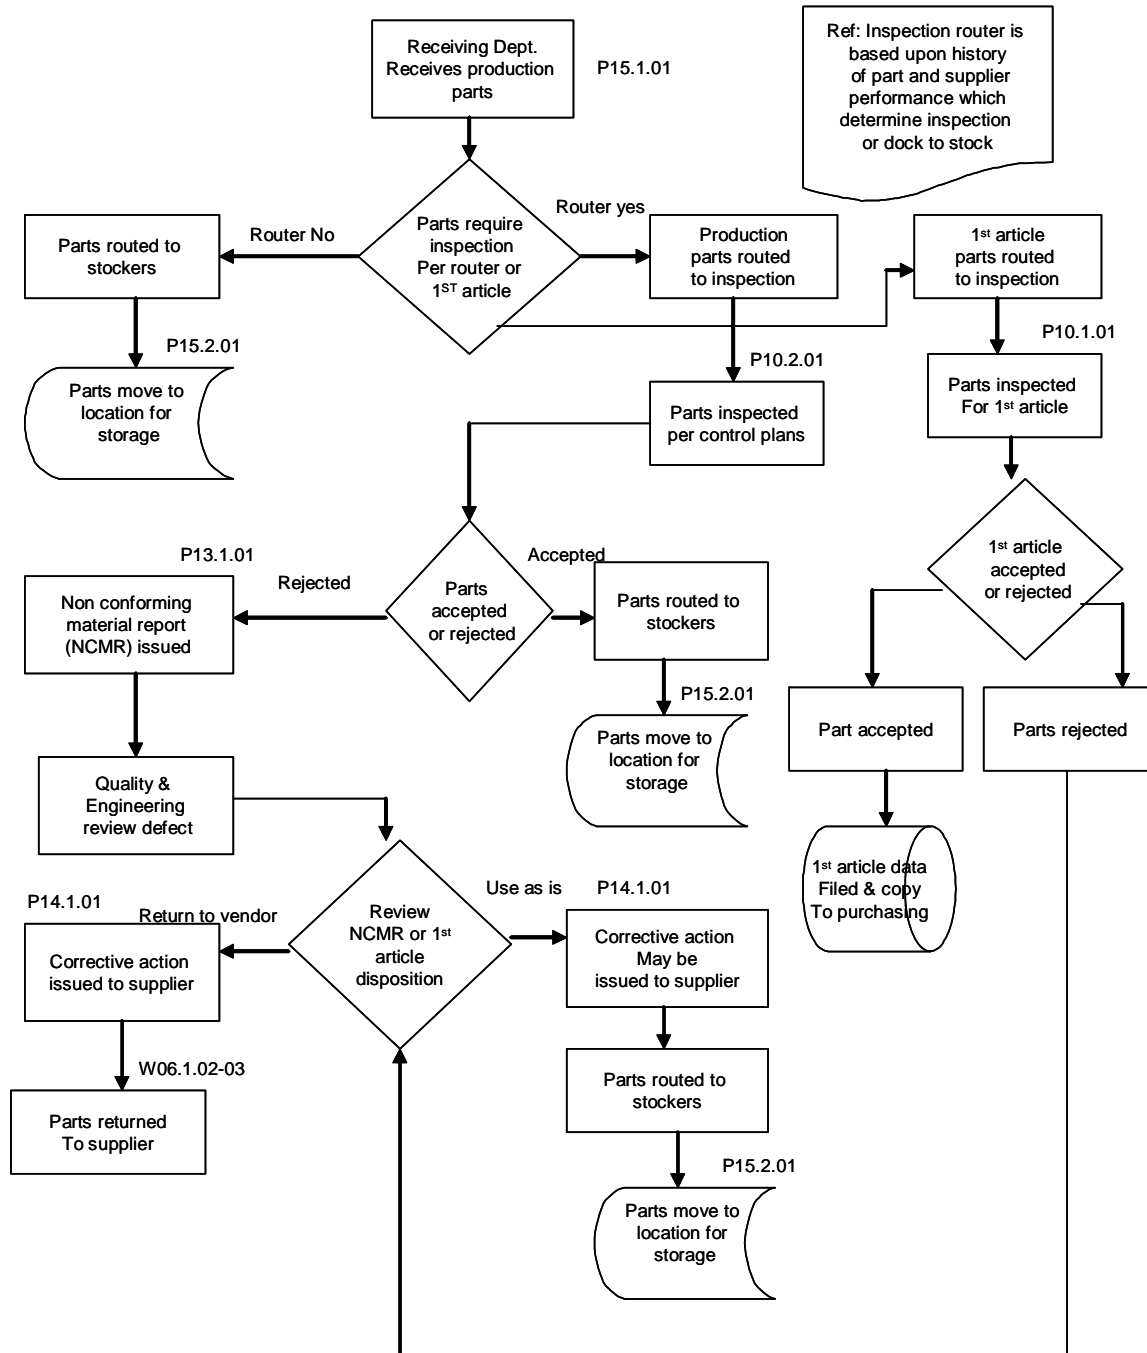 Receiving Dept.
Receives production
parts
P15.1.01
Ref: Inspection router is
based upon history
of part and supplier
performance which
determine inspection
or dock to stock
Router No
Parts require
inspection
Per router or
1ST article
Router yes
Parts routed to
stockers
Production
parts routed
to inspection
1st article
parts routed
to inspection
P15.2.01
P10.2.01
P10.1.01
Parts move to
location for
storage
Parts inspected
per control plans
Parts inspected
For 1st article
P13.1.01
Rejected
Parts
accepted
or rejected
Accepted
1st article
accepted
or rejected
Non conforming
material report
(NCMR) issued
Parts routed to
stockers
P15.2.01
Parts move to
location for
storage
Part accepted
Parts rejected
Quality &
Engineering
review defect
1st article data
Filed & copy
To purchasing
P14.1.01
Return to vendor
Review
NCMR or 1st
article
disposition
Use as is
P14.1.01
Corrective action
issued to supplier
Corrective action
May be
issued to supplier
W06.1.02-03
Parts returned
To supplier
Parts routed to
stockers
P15.2.01
Parts move to
location for
storage